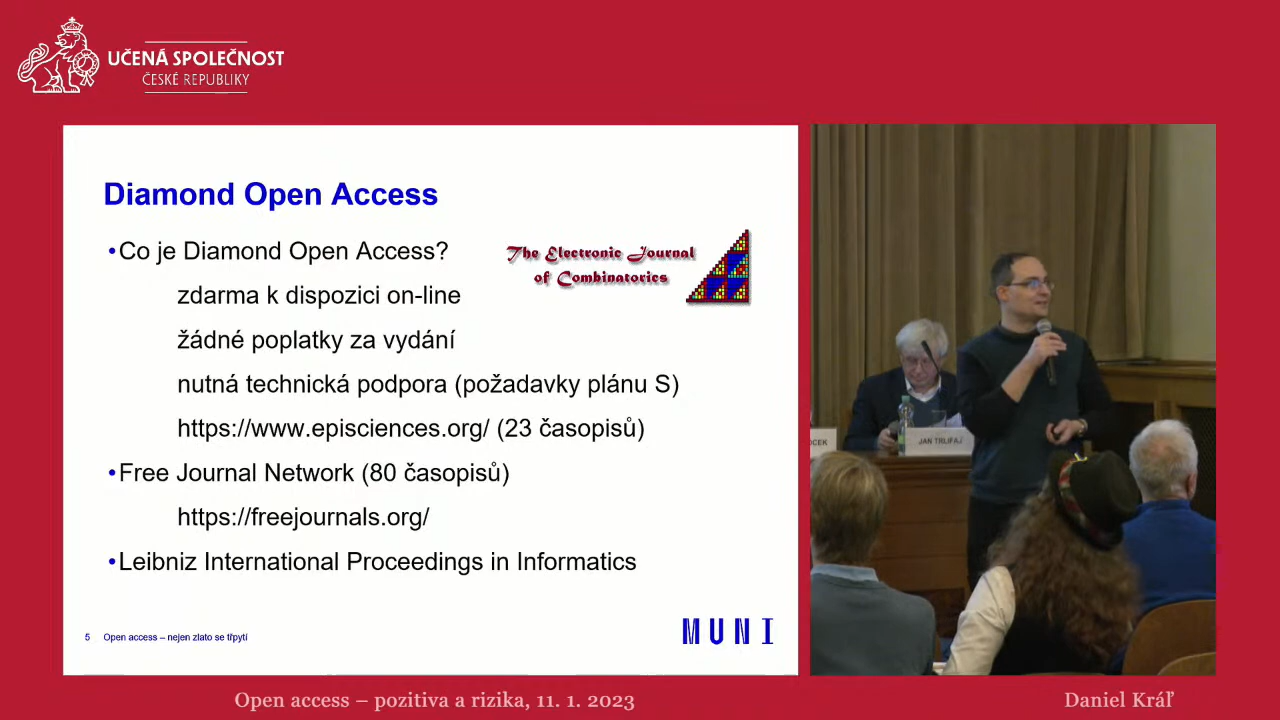 UČENÁ SPOLEČNOST
ČESKÉ REPUBLIKY
Diamond Open Access
•Co je Diamond Open Access?
The Electronic Journal
of Combinatorics
zdarma k dispozici on-line
žádné poplatky za vydání
nutná technická podpora (požadavky plánu S)
https://www.episciences.org/ (23 časopisů)
•Free Journal Network (80 časopisů)
https://freejournals.org/
•Leibniz International Proceedings in Informatics
5 Open access – nejen zlato se třpytí
MUNI
JAN TRLIFAJ
Open access – pozitiva a rizika, 11. 1. 2023
Daniel Kráľ